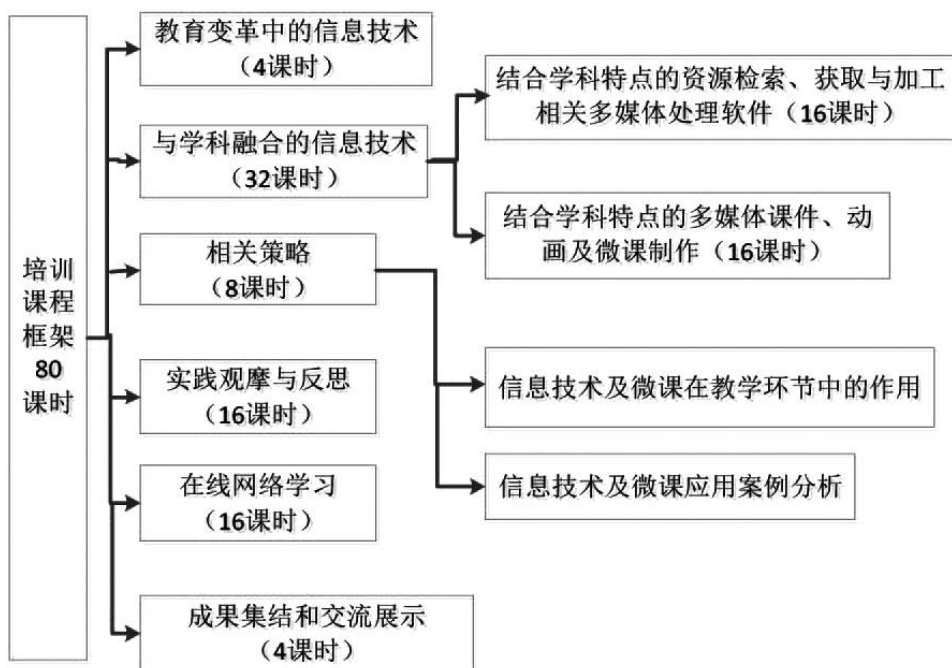 培训
课程
框架
80
课时
教育变革中的信息技术
（4课时）
与学科融合的信息技术
（32课时）
相关策略
（8课时）
实践观摩与反思
（16课时）
在线网络学习
（16课时）
成果集结和交流展示
（4课时）
结合学科特点的资源检索、获取与加工
相关多媒体处理软件（16课时）
结合学科特点的多媒体课件、动
画及微课制作（16课时）
信息技术及微课在教学环节中的作用
信息技术及微课应用案例分析